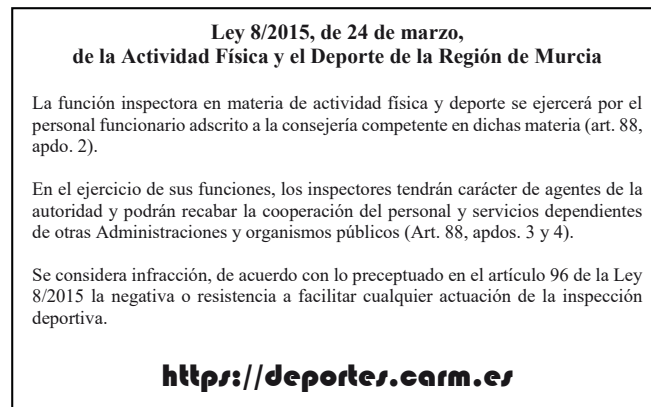 Ley 8/2015, de 24 de marzo,
de la Actividad Física y el Deporte de la Región de Murcia
La función inspectora en materia de actividad física y deporte se ejercerá por el
personal funcionario adscrito a la consejería competente en dichas materia (art. 88,
apdo. 2).
En el ejercicio de sus funciones, los inspectores tendrán carácter de agentes de la
autoridad y podrán recabar la cooperación del personal y servicios dependientes
de otras Administraciones y organismos públicos (Art. 88, apdos. 3 y 4).
Se considera infracción, de acuerdo con lo preceptuado en el artículo 96 de la Ley
8/2015 la negativa o resistencia a facilitar cualquier actuación de la inspección
deportiva.
https://deportes.carm.es